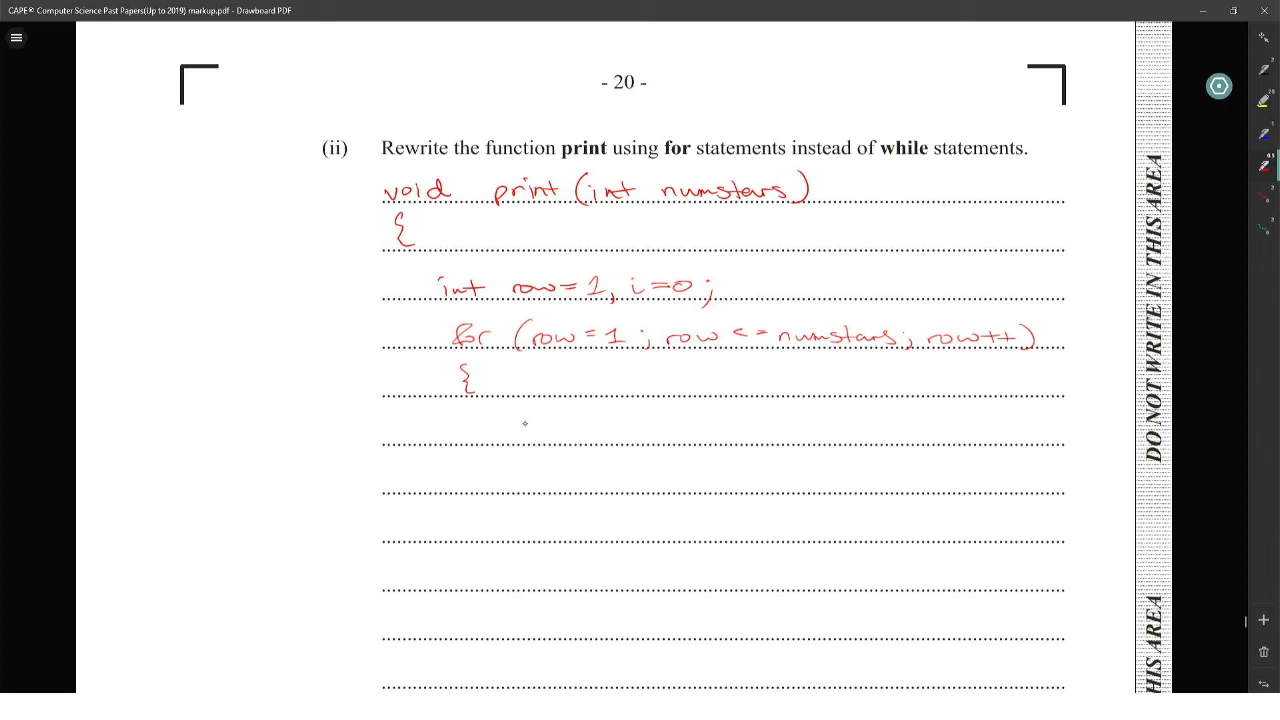 CAPE® Computer Science Past Papers(Up to 2019) markup.pdf - Drawboard PDF
- 20 -
(ii) Rewrite the function print using for statements instead of while statements.
void print (int numstars)
{
int row = 1, i = 0 ;
for (row = 1 ; row <= numstars, row++)
{
DO NOT WRITE IN THIS AREA
HIS AREA